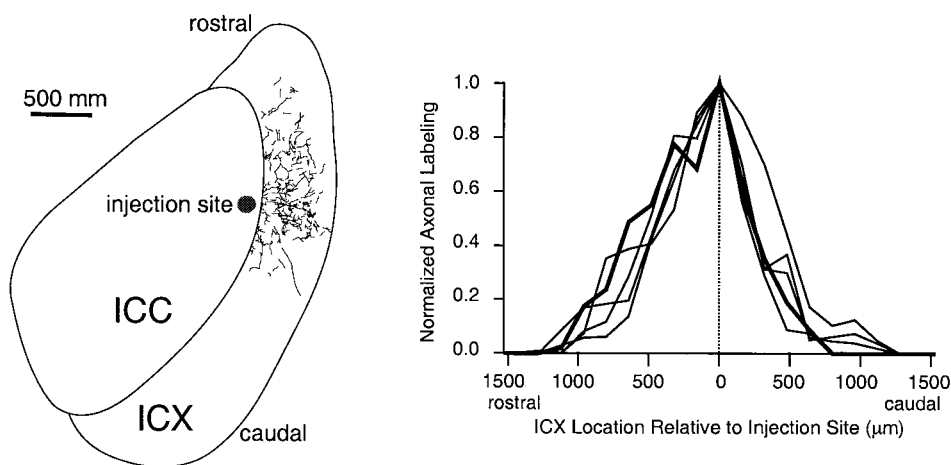 rostral
500 mm
injection site
ICC
ICX
caudal
Normalized Axonal Labeling
1.0
0.8
0.6
0.4
0.2
0.0
1500 1000 500 0 500 1000 1500
rostral caudal
ICX Location Relative to Injection Site (μm)